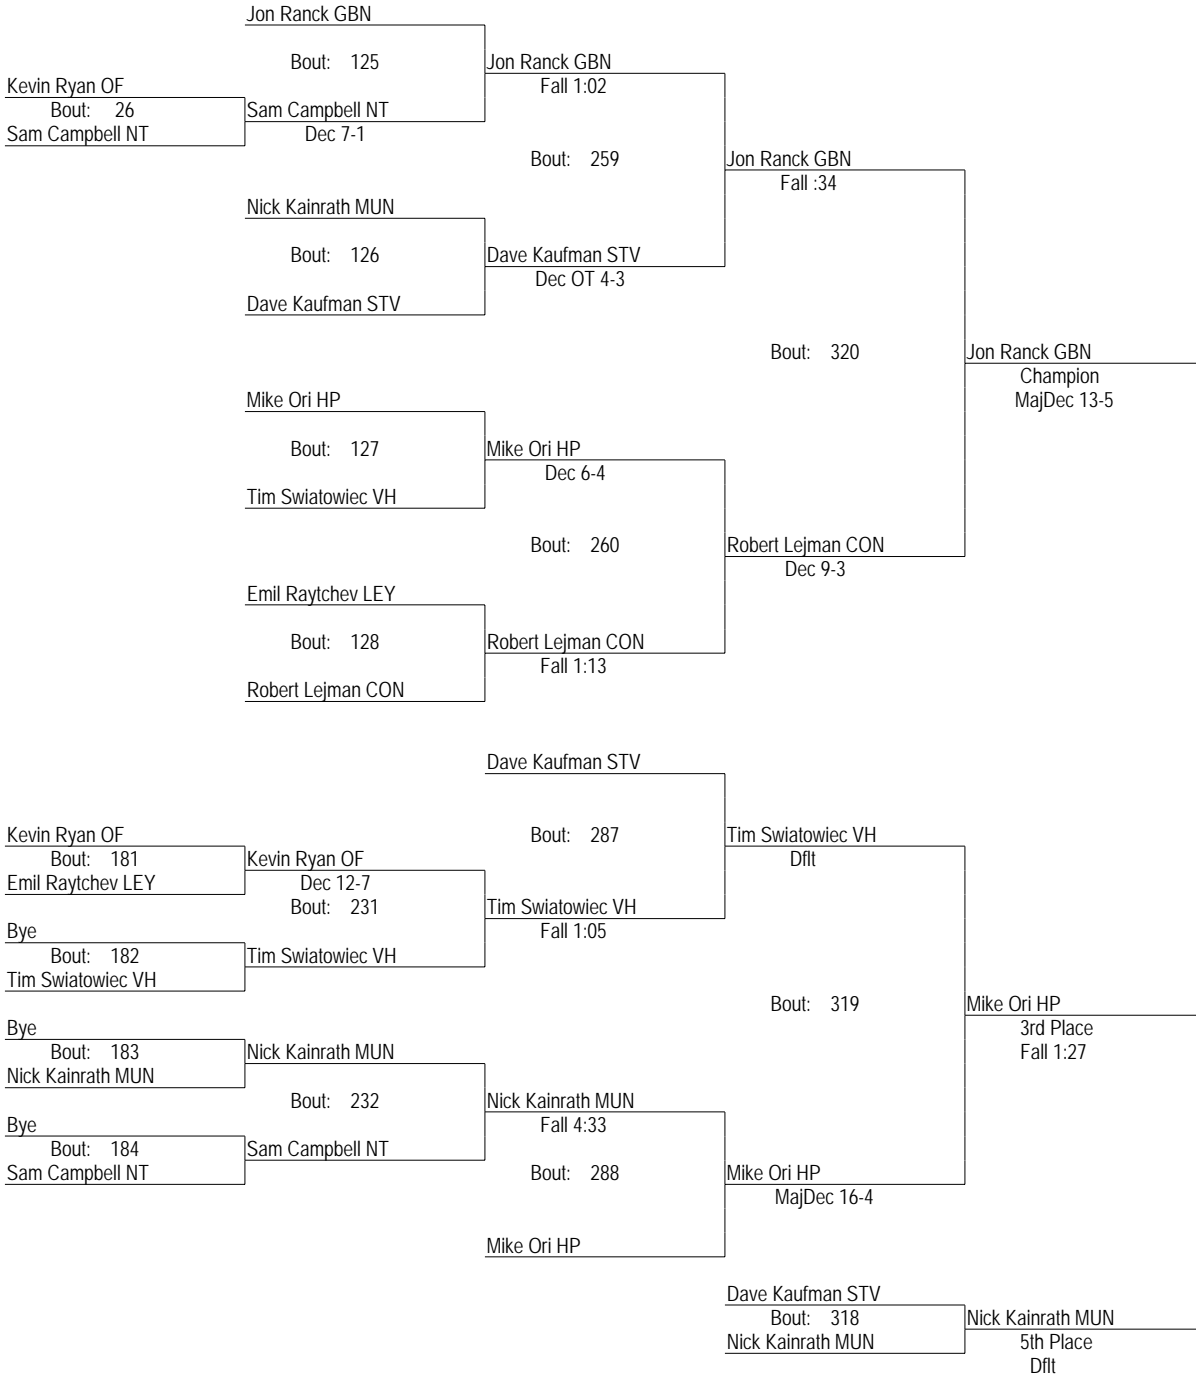 Jon Ranck GBN
Bout: 125
Jon Ranck GBN
Fall 1:02
Kevin Ryan OF
Bout: 26
Sam Campbell NT
Sam Campbell NT
Dec 7-1
Bout: 259
Jon Ranck GBN
Fall :34
Nick Kainrath MUN
Bout: 126
Dave Kaufman STV
Dec OT 4-3
Dave Kaufman STV
Bout: 320
Jon Ranck GBN
Champion
MajDec 13-5
Mike Ori HP
Bout: 127
Mike Ori HP
Dec 6-4
Tim Swiatowiec VH
Bout: 260
Robert Lejman CON
Dec 9-3
Emil Raytchev LEY
Bout: 128
Robert Lejman CON
Fall 1:13
Robert Lejman CON
Dave Kaufman STV
Bout: 287
Tim Swiatowiec VH
Dflt
Kevin Ryan OF
Bout: 181
Emil Raytchev LEY
Kevin Ryan OF
Dec 12-7
Bout: 231
Tim Swiatowiec VH
Fall 1:05
Bye
Bout: 182
Tim Swiatowiec VH
Tim Swiatowiec VH
Bout: 319
Mike Ori HP
3rd Place
Fall 1:27
Bye
Bout: 183
Nick Kainrath MUN
Nick Kainrath MUN
Bout: 232
Nick Kainrath MUN
Fall 4:33
Bye
Bout: 184
Sam Campbell NT
Sam Campbell NT
Bout: 288
Mike Ori HP
MajDec 16-4
Mike Ori HP
Dave Kaufman STV
Bout: 318
Nick Kainrath MUN
Nick Kainrath MUN
5th Place
Dflt